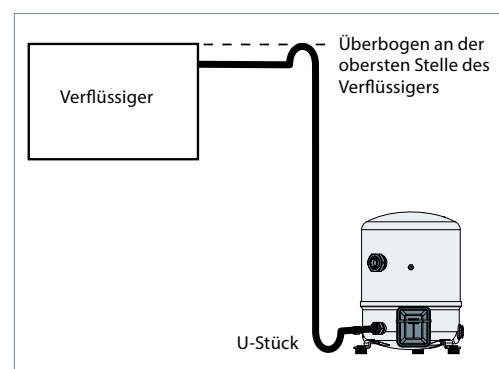 Überbogen an der
obersten Stelle des
Verflüssigers
Verflüssiger
U-Stück